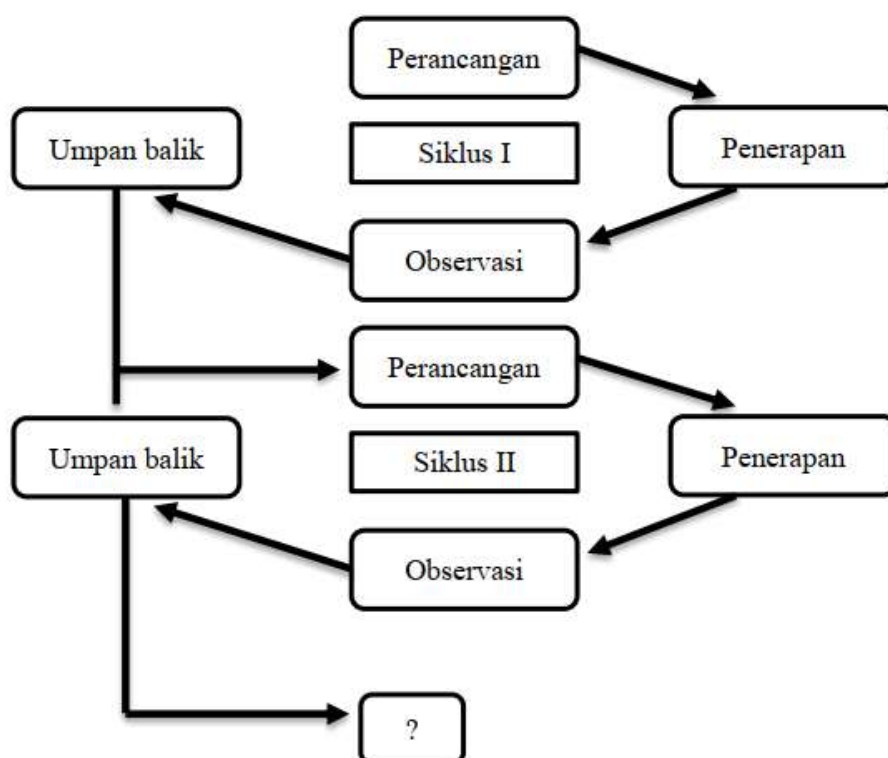 Perancangan
Umpan balik
Siklus I
Penerapan
Observasi
Perancangan
Umpan balik
Siklus II
Penerapan
Observasi
?